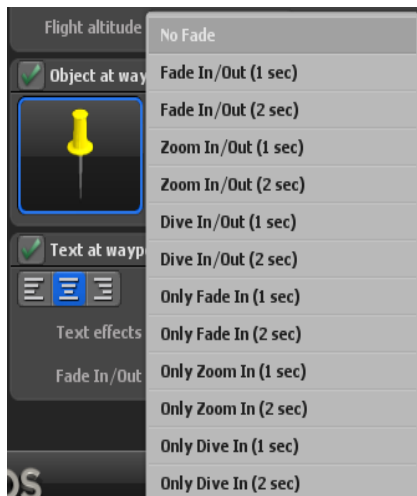 Flight altitude
No Fade
Object at wayp
Fade In/Out (1 sec)
Fade In/Out (2 sec)
Zoom In/Out (1 sec)
Zoom In/Out (2 sec)
Dive In/Out (1 sec)
Text at wayp
Dive In/Out (2 sec)
Only Fade In (1 sec)
Text effects
Only Fade In (2 sec)
Fade In/Out
Only Zoom In (1 sec)
Only Zoom In (2 sec)
Only Dive In (1 sec)
os
Only Dive In (2 sec)